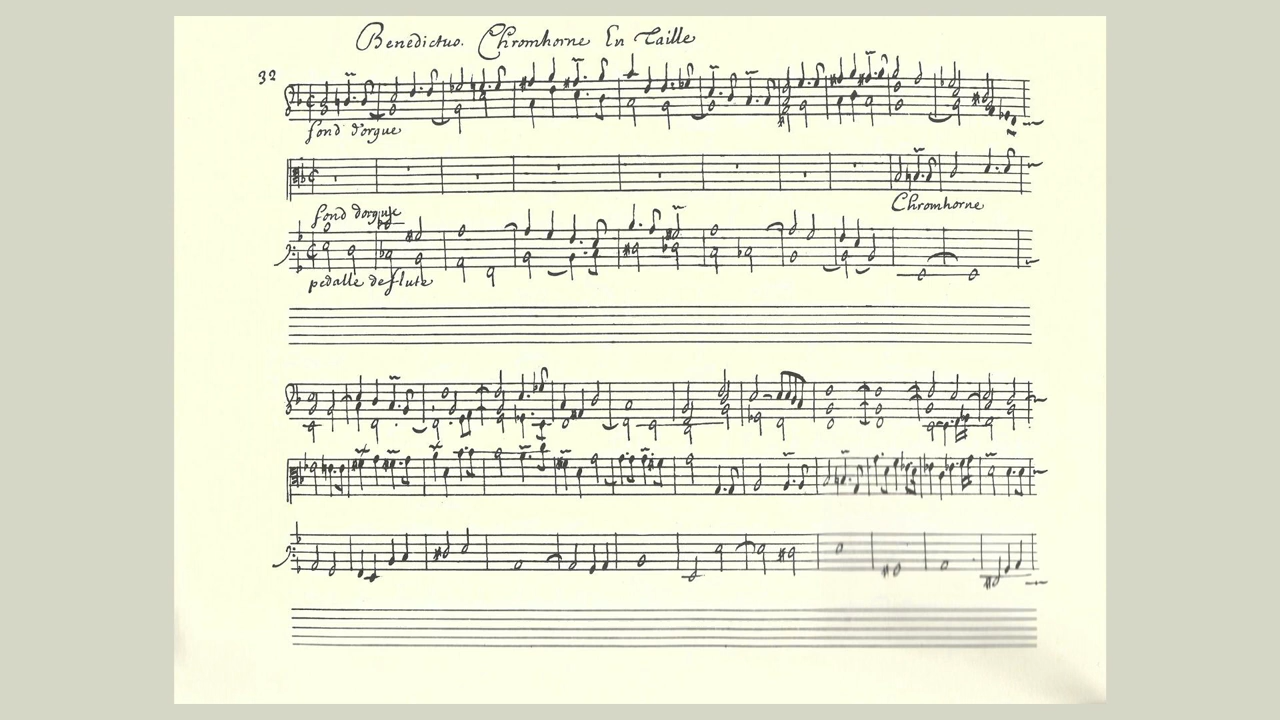 Benedictus. Chromhorne En Taille
32
fond d'orgue
Chromhorne
fond d'orgue
pedalle de flute